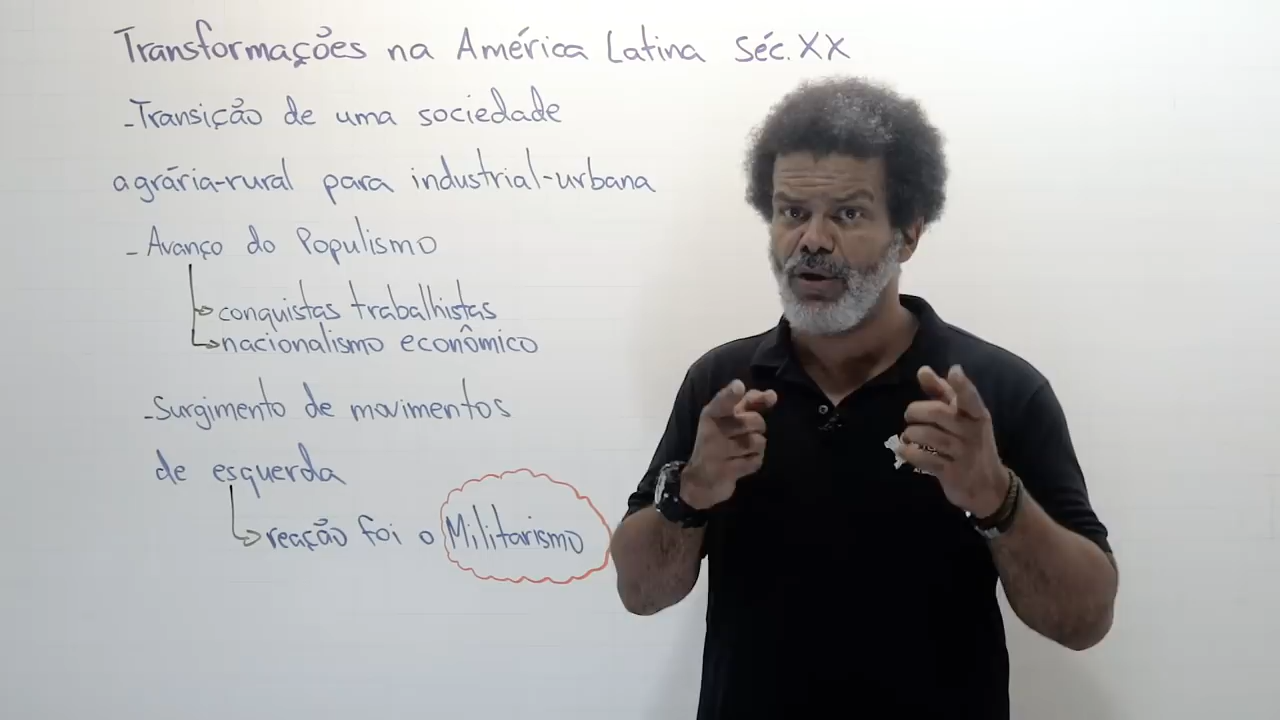 Transformações na América Latina Séc. XX
-Transição de uma sociedade
agrária-rural para industrial-urbana
- Avanço do Populismo
conquistas trabalhistas
nacionalismo econômico
-Surgimento de movimentos
de esquerda
reação foi o Militarismo